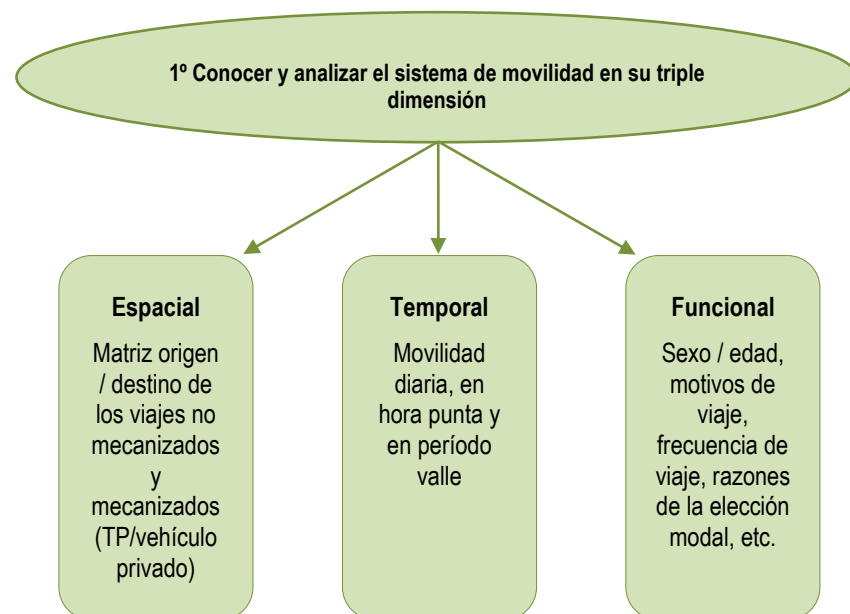 1º Conocer y analizar el sistema de movilidad en su triple
dimensión
Espacial
Matriz origen
/ destino de
los viajes no
mecanizados
y
mecanizados
(TP/vehículo
privado)
Temporal
Movilidad
diaria, en
hora punta y
en período
valle
Funcional
Sexo / edad,
motivos de
viaje,
frecuencia de
viaje, razones
de la elección
modal, etc.